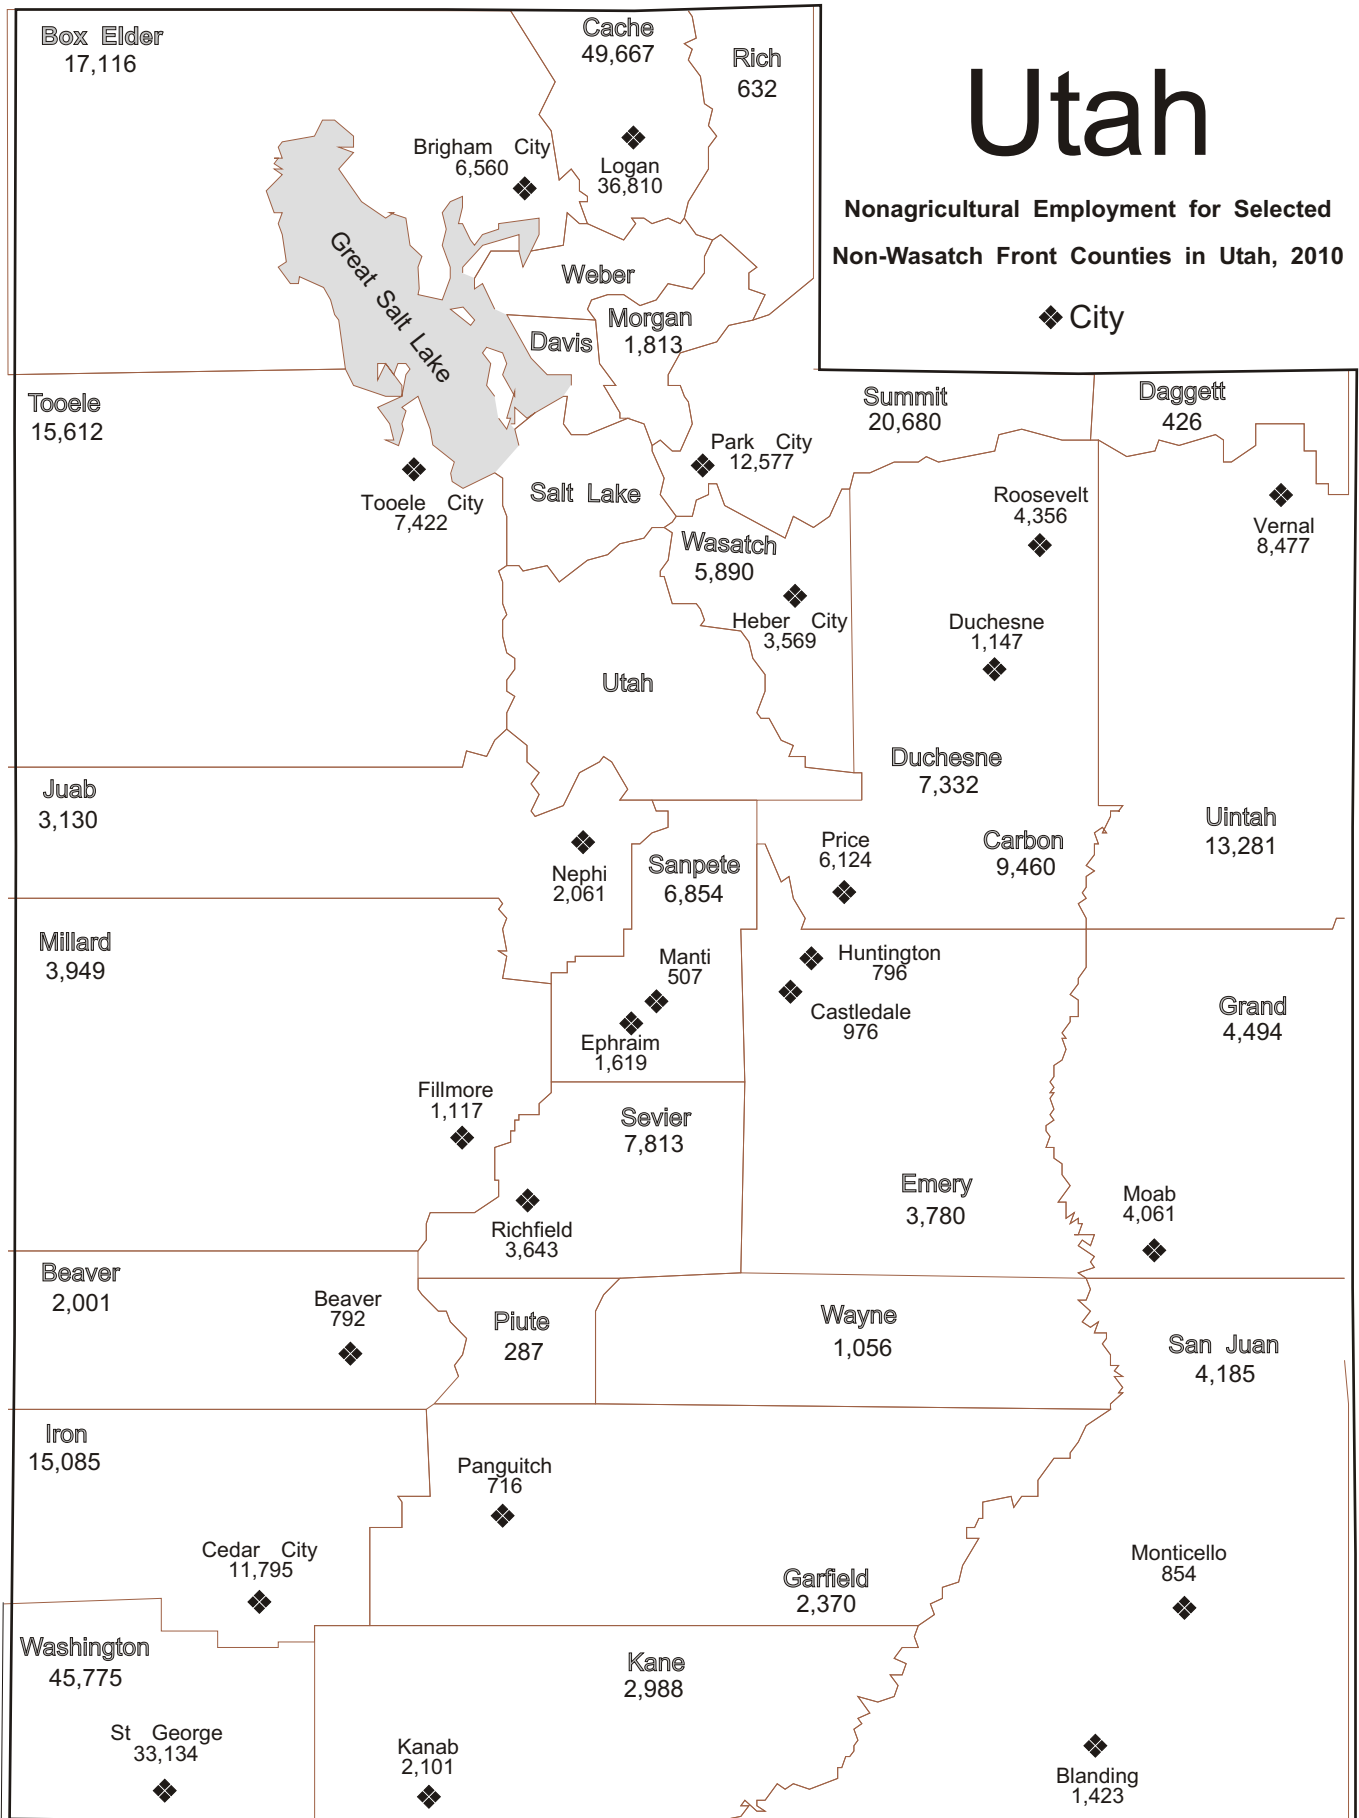 Utah
Nonagricultural Employment for Selected
Non-Wasatch Front Counties in Utah, 2010
City
Box Elder
17,116
Cache
49,667
Rich
632
Brigham City
6,560
Logan
36,810
Great Salt Lake
Weber
Morgan
1,813
Davis
Tooele
15,612
Summit
20,680
Daggett
426
Park City
12,577
Tooele City
7,422
Salt Lake
Roosevelt
4,356
Vernal
8,477
Wasatch
5,890
Heber City
3,569
Duchesne
1,147
Utah
Duchesne
7,332
Juab
3,130
Uintah
13,281
Nephi
2,061
Sanpete
6,854
Price
6,124
Carbon
9,460
Millard
3,949
Manti
507
Huntington
796
Castledale
976
Grand
4,494
Ephraim
1,619
Fillmore
1,117
Sevier
7,813
Emery
3,780
Moab
4,061
Richfield
3,643
Beaver
2,001
Beaver
792
Piute
287
Wayne
1,056
San Juan
4,185
Iron
15,085
Panguitch
716
Cedar City
11,795
Garfield
2,370
Monticello
854
Washington
45,775
Kane
2,988
St George
33,134
Kanab
2,101
Blanding
1,423